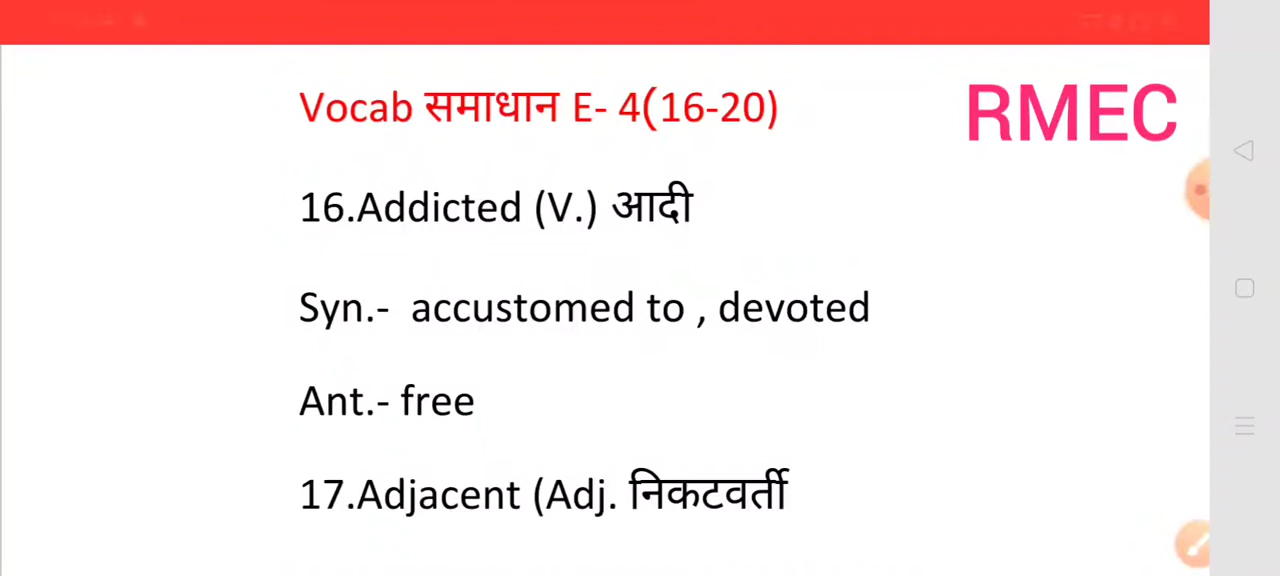 Vocab समाधान E- 4(16-20)
RMEC
16.Addicted (V.) आदी
Syn.- accustomed to , devoted
Ant.- free
17.Adjacent (Adj. निकटवर्ती